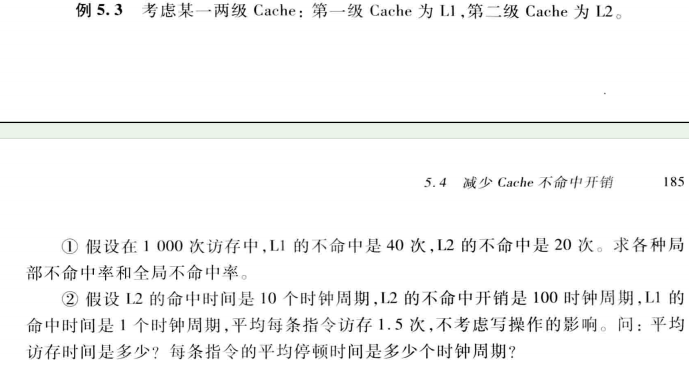 例 5.3 考虑某一两级 Cache：第一级 Cache 为 L1，第二级 Cache 为 L2。
5.4 减少 Cache 不命中开销 185
① 假设在 1 000 次访存中，L1 的不命中是 40 次，L2 的不命中是 20 次。求各种局
部不命中率和全局不命中率。
② 假设 L2 的命中时间是 10 个时钟周期，L2 的不命中开销是 100 时钟周期，L1 的
命中时间是 1 个时钟周期，平均每条指令访存 1.5 次，不考虑写操作的影响。问：平均
访存时间是多少？每条指令的平均停顿时间是多少个时钟周期？